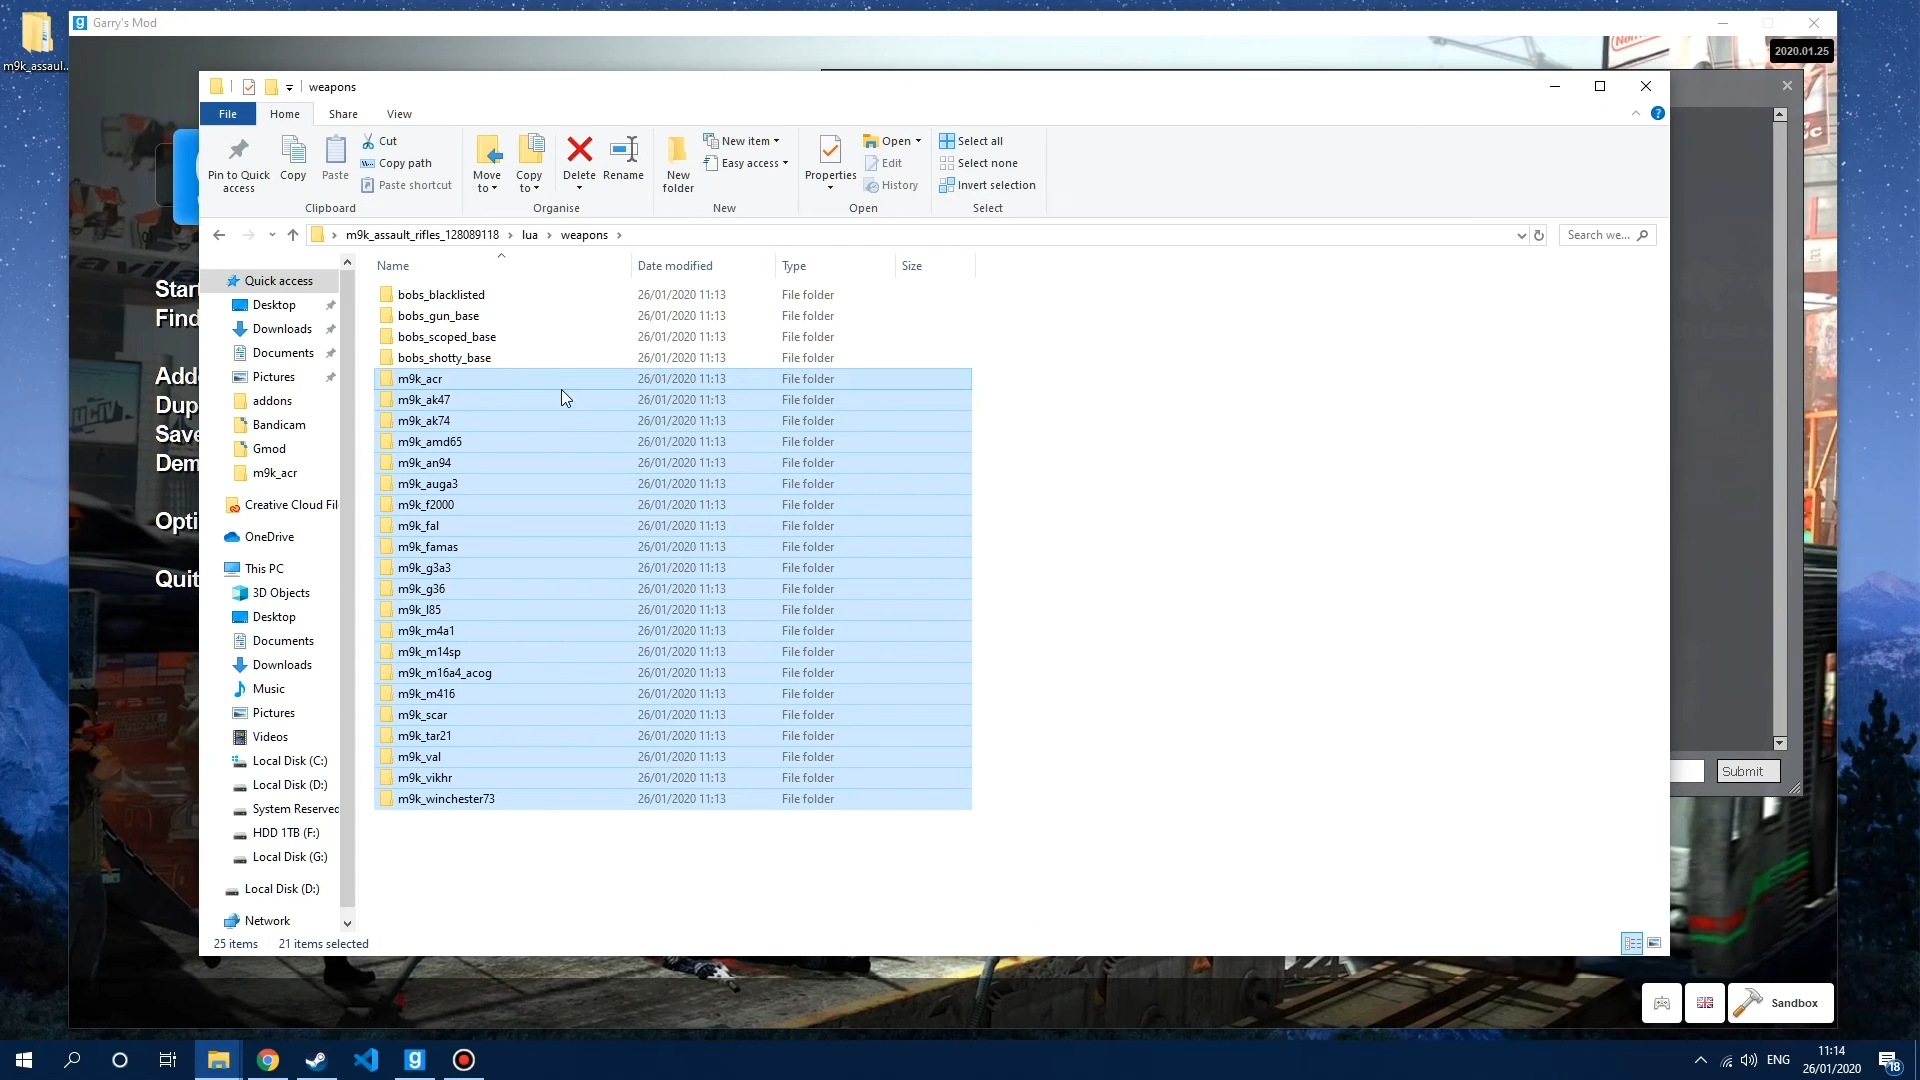 m9k_assaul...
Garry's Mod
2020.01.25
weapons
File
Home
Share
View
Pin to Quick access
Copy
Paste
Cut
Copy path
Paste shortcut
Clipboard
Move to
Copy to
Delete
Rename
Organise
New folder
New item
Easy access
New
Properties
Open
Edit
History
Open
Select all
Select none
Invert selection
Select
m9k_assault_rifles_128089118 > lua > weapons >
Search we...
Name
Date modified
Type
Size
bobs_blacklisted 26/01/2020 11:13 File folder
bobs_gun_base 26/01/2020 11:13 File folder
bobs_scoped_base 26/01/2020 11:13 File folder
bobs_shotty_base 26/01/2020 11:13 File folder
m9k_acr 26/01/2020 11:13 File folder
m9k_ak47 26/01/2020 11:13 File folder
m9k_ak74 26/01/2020 11:13 File folder
m9k_amd65 26/01/2020 11:13 File folder
m9k_an94 26/01/2020 11:13 File folder
m9k_auga3 26/01/2020 11:13 File folder
m9k_f2000 26/01/2020 11:13 File folder
m9k_fal 26/01/2020 11:13 File folder
m9k_famas 26/01/2020 11:13 File folder
m9k_g3a3 26/01/2020 11:13 File folder
m9k_g36 26/01/2020 11:13 File folder
m9k_l85 26/01/2020 11:13 File folder
m9k_m4a1 26/01/2020 11:13 File folder
m9k_m14sp 26/01/2020 11:13 File folder
m9k_m16a4_acog 26/01/2020 11:13 File folder
m9k_m416 26/01/2020 11:13 File folder
m9k_scar 26/01/2020 11:13 File folder
m9k_tar21 26/01/2020 11:13 File folder
m9k_val 26/01/2020 11:13 File folder
m9k_vikhr 26/01/2020 11:13 File folder
m9k_winchester73 26/01/2020 11:13 File folder
Quick access
Desktop
Downloads
Documents
Pictures
addons
Bandicam
Gmod
m9k_acr
Creative Cloud Fil
OneDrive
This PC
3D Objects
Desktop
Documents
Downloads
Music
Pictures
Videos
Local Disk (C:)
Local Disk (D:)
System Reserved
HDD 1TB (F:)
Local Disk (G:)
Local Disk (D:)
Network
25 items
21 items selected
Star
Find
Add
Dup
Save
Dem
Opti
Quit
Submit
Sandbox
ENG
11:14
26/01/2020
18